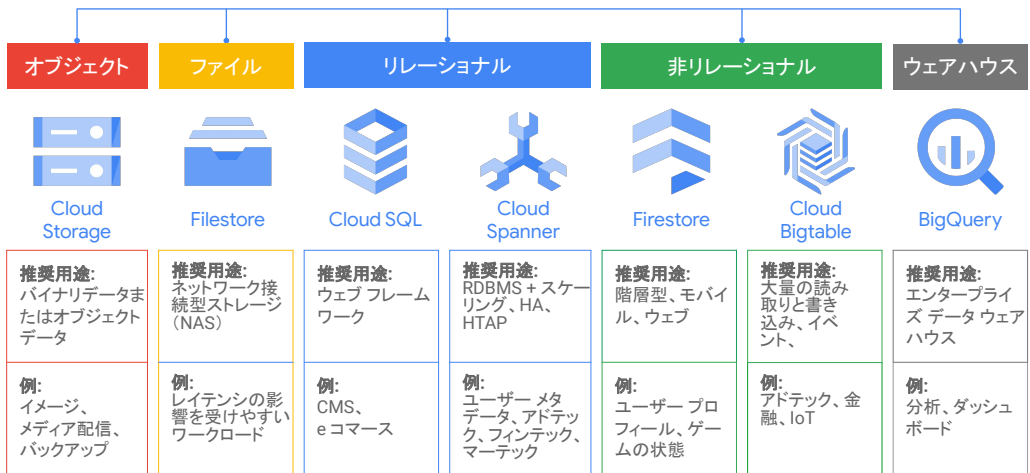 オブジェクト
ファイル
リレーショナル
非リレーショナル
ウェアハウス
Cloud
Storage
Filestore
Cloud SQL
Cloud
Spanner
Firestore
Cloud
Bigtable
BigQuery
推奨用途:
バイナリデータま
たはオブジェクト
データ
推奨用途:
ネットワーク接
続型ストレージ
（NAS）
推奨用途:
ウェブ フレーム
ワーク
推奨用途:
RDBMS + スケー
リング、HA、
HTAP
推奨用途:
階層型、モバイ
ル、ウェブ
推奨用途:
大量の読み
取りと書き
込み、イベ
ント、
推奨用途:
エンタープライ
ズ データ ウェア
ハウス
例:
イメージ、
メディア配信、
バックアップ
例:
レイテンシの影
響を受けやすい
ワークロード
例:
CMS、
e コマース
例:
ユーザー メタ
データ、アドテッ
ク、フィンテック、
マーテック
例:
ユーザー プロ
フィール、ゲー
ムの状態
例:
アドテック、金
融、IoT
例:
分析、ダッシュ
ボード